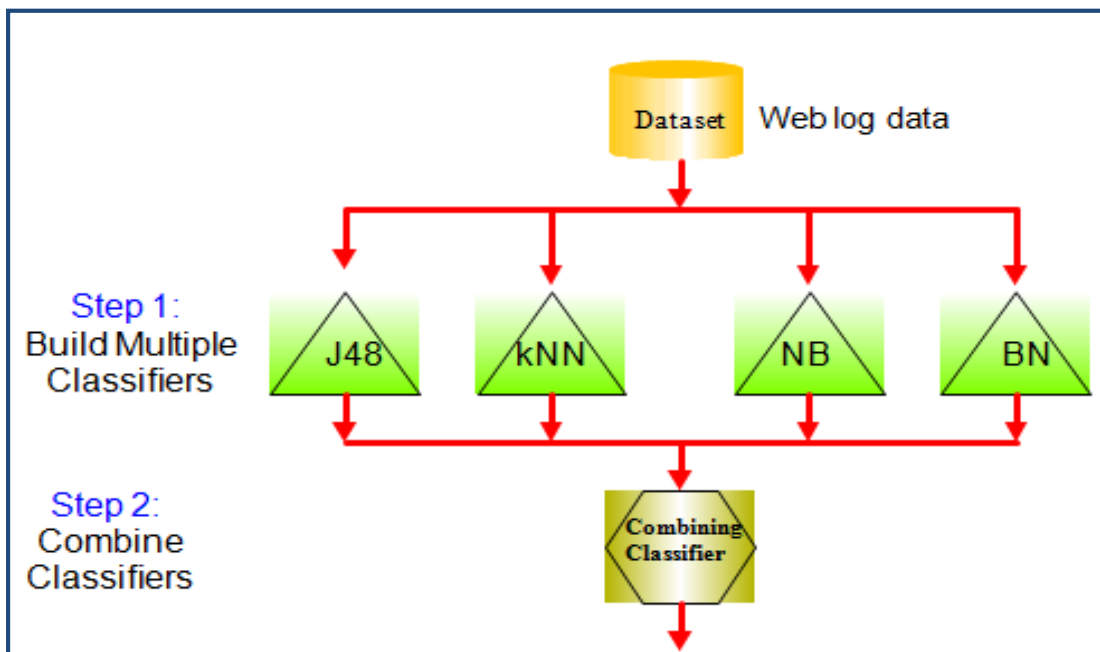 Dataset
Web log data
Step 1:
Build Multiple
Classifiers
J48
kNN
NB
BN
Step 2:
Combine
Classifiers
Combining
Classifier